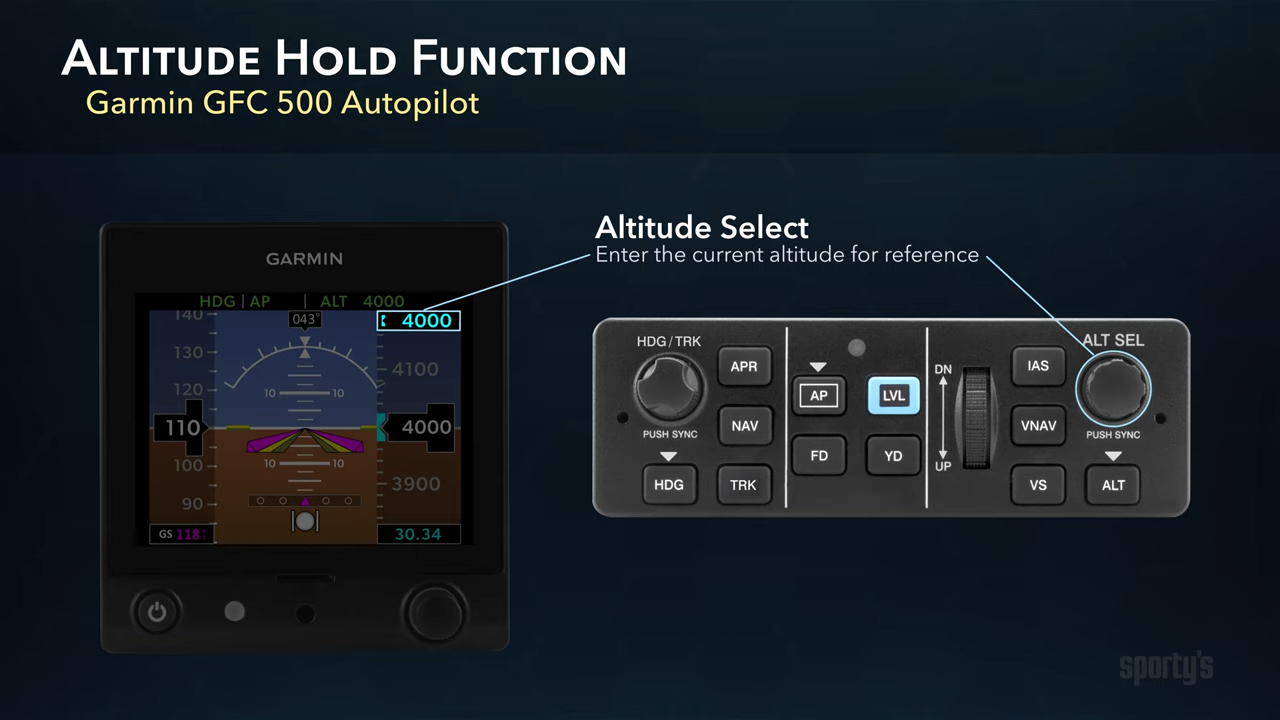 ALTITUDE HOLD FUNCTION
Garmin GFC 500 Autopilot
Altitude Select
Enter the current altitude for reference
GARMIN
HDG | AP | ALT 4000
4000
043°
140
130
120
110
100
90
10 10
10 10
4100
4000
3900
GS 118
30.34
HDG / TRK
PUSH SYNC
HDG
APR
NAV
TRK
AP
LVL
FD
YD
DN
UP
IAS
VNAV
VS
ALT SEL
PUSH SYNC
ALT
sporty's